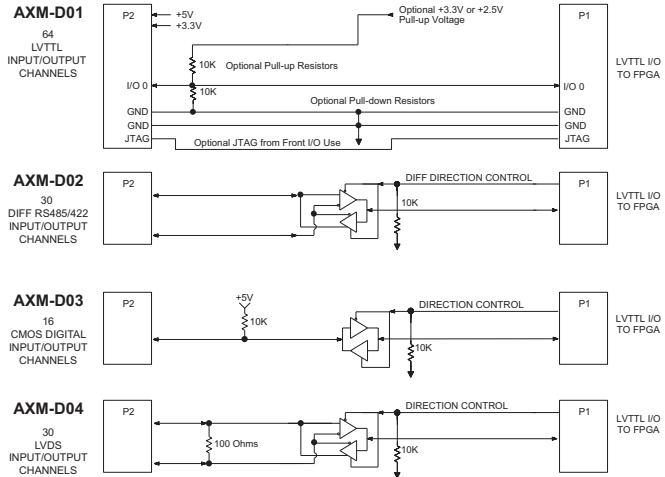 AXM-D01
64
LVTTL
INPUT/OUTPUT
CHANNELS
P2
+5V
+3.3V
Optional +3.3V or +2.5V
Pull-up Voltage
P1
10K
Optional Pull-up Resistors
LVTTL I/O
TO FPGA
I/O 0
10K
I/O 0
Optional Pull-down Resistors
GND
GND
GND
GND
JTAG
Optional JTAG from Front I/O Use
JTAG
AXM-D02
30
DIFF RS485/422
INPUT/OUTPUT
CHANNELS
P2
DIFF DIRECTION CONTROL
10K
P1
LVTTL I/O
TO FPGA
AXM-D03
16
CMOS DIGITAL
INPUT/OUTPUT
CHANNELS
P2
+5V
10K
DIRECTION CONTROL
10K
P1
LVTTL I/O
TO FPGA
AXM-D04
30
LVDS
INPUT/OUTPUT
CHANNELS
P2
100 Ohms
DIRECTION CONTROL
10K
P1
LVTTL I/O
TO FPGA